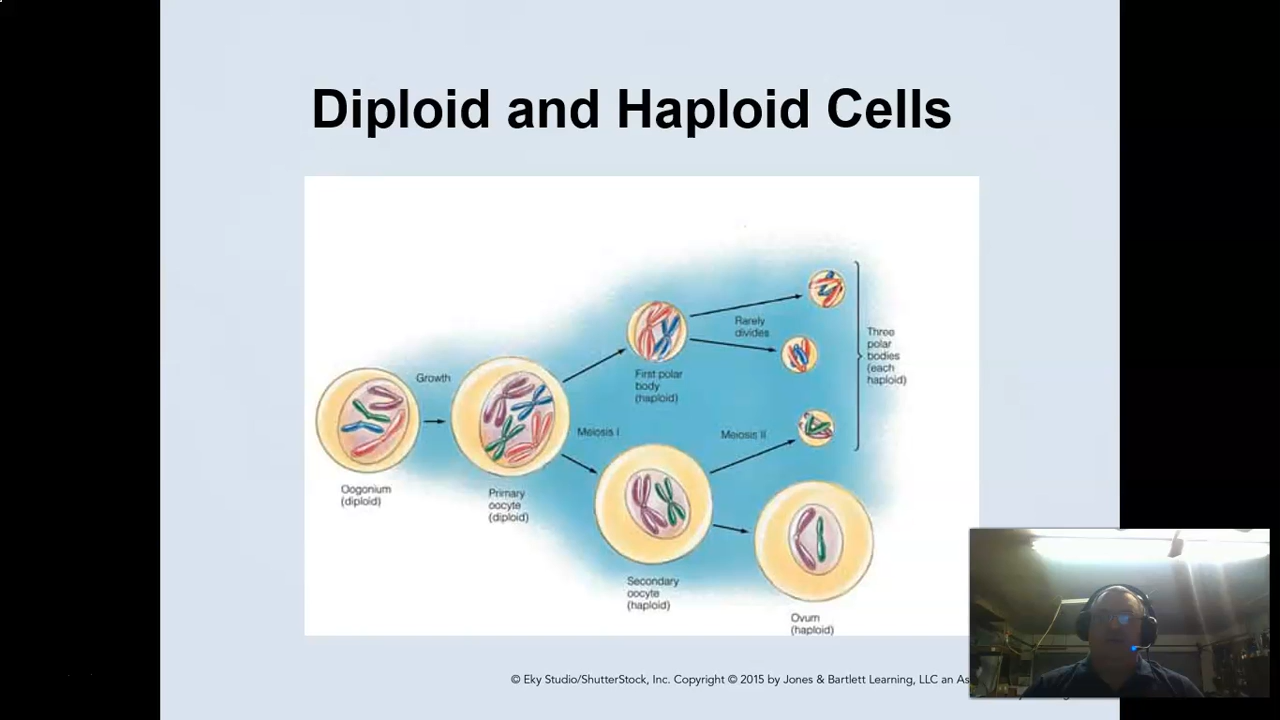 Diploid and Haploid Cells
Growth
Oogonium
(diploid)
Primary
oocyte
(diploid)
Meiosis I
First polar
body
(haploid)
Secondary
oocyte
(haploid)
Rarely
divides
Meiosis II
Three
polar
bodies
(each
haploid)
Ovum
(haploid)
© Eky Studio/ShutterStock, Inc. Copyright © 2015 by Jones & Bartlett Learning, LLC an